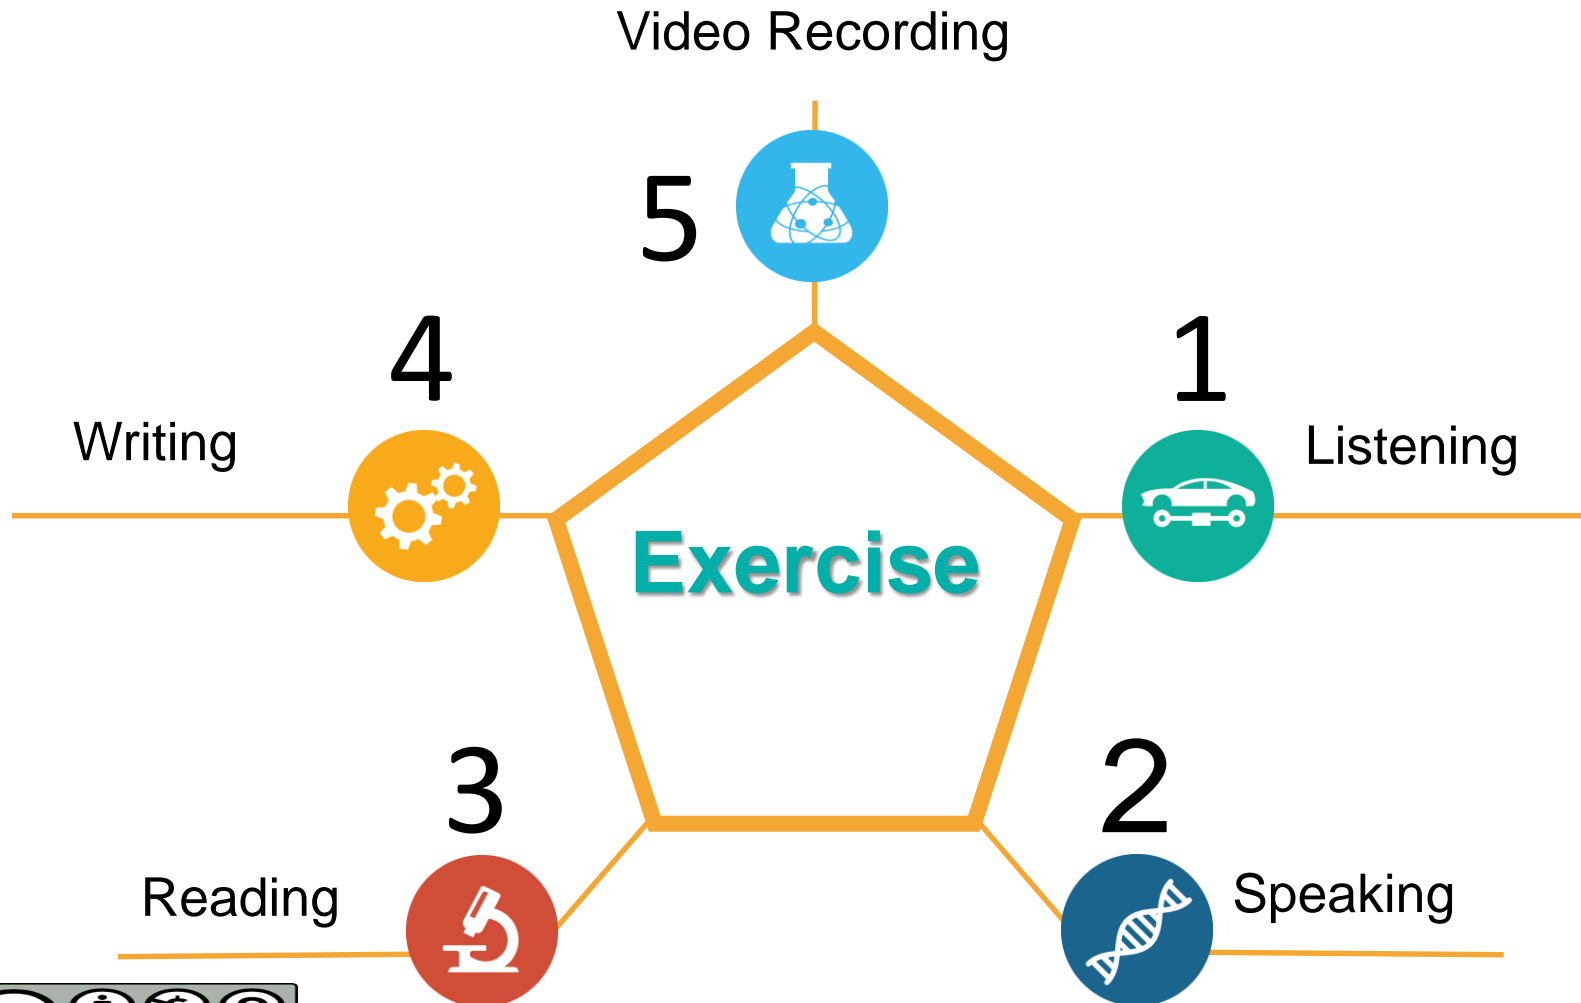 Video Recording
5
4
1
Writing
Listening
Exercise
3
2
Reading
Speaking